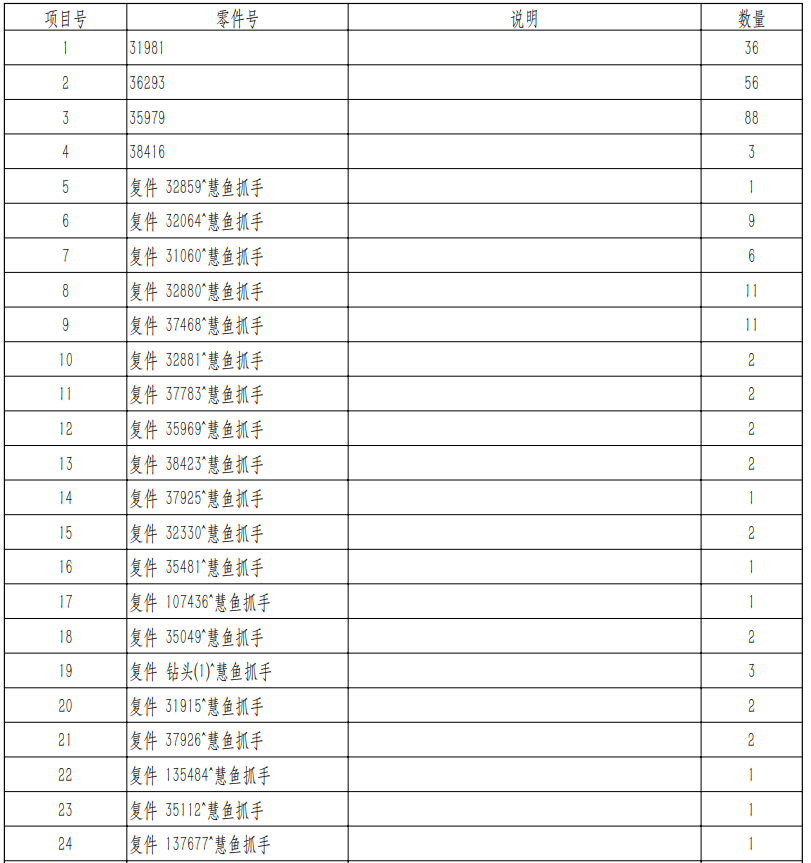 项目号 零件号 说明 数量
1 31981 36
2 36293 56
3 35979 88
4 38416 3
5 复件 32859^慧鱼抓手 1
6 复件 32064^慧鱼抓手 9
7 复件 31060^慧鱼抓手 6
8 复件 32880^慧鱼抓手 11
9 复件 37468^慧鱼抓手 11
10 复件 32881^慧鱼抓手 2
11 复件 37783^慧鱼抓手 2
12 复件 35969^慧鱼抓手 2
13 复件 38423^慧鱼抓手 2
14 复件 37925^慧鱼抓手 1
15 复件 32330^慧鱼抓手 2
16 复件 35481^慧鱼抓手 1
17 复件 107436^慧鱼抓手 1
18 复件 35049^慧鱼抓手 2
19 复件 钻头(1)^慧鱼抓手 3
20 复件 31915^慧鱼抓手 2
21 复件 37926^慧鱼抓手 2
22 复件 135484^慧鱼抓手 1
23 复件 35112^慧鱼抓手 1
24 复件 137677^慧鱼抓手 1